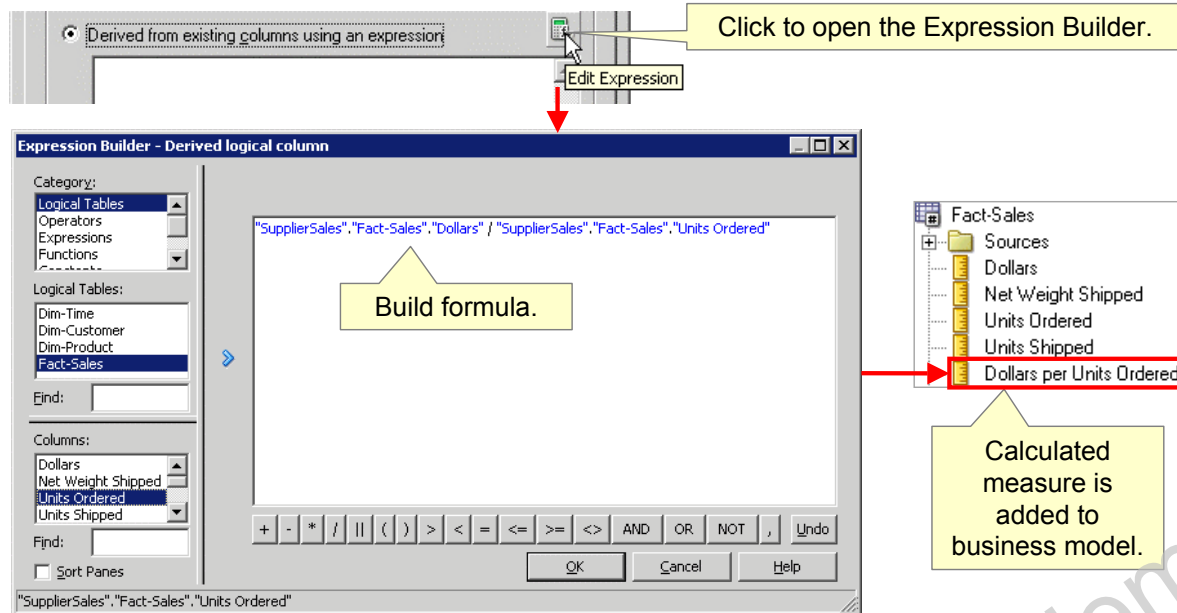 Derived from existing columns using an expression
Click to open the Expression Builder.
Edit Expression
Expression Builder - Derived logical column
Category:
Logical Tables
Operators
Expressions
Functions
Logical Tables:
Dim-Time
Dim-Customer
Dim-Product
Fact-Sales
Find:
Columns:
Dollars
Net Weight Shipped
Units Ordered
Units Shipped
Find:
Sort Panes
"SupplierSales"."Fact-Sales"."Dollars" / "SupplierSales"."Fact-Sales"."Units Ordered"
Build formula.
+ - * / || ( ) > < = <= >= <> AND OR NOT , Undo
OK Cancel Help
"SupplierSales"."Fact-Sales"."Units Ordered"
Fact-Sales
Sources
Dollars
Net Weight Shipped
Units Ordered
Units Shipped
Dollars per Units Ordered
Calculated
measure is
added to
business model.